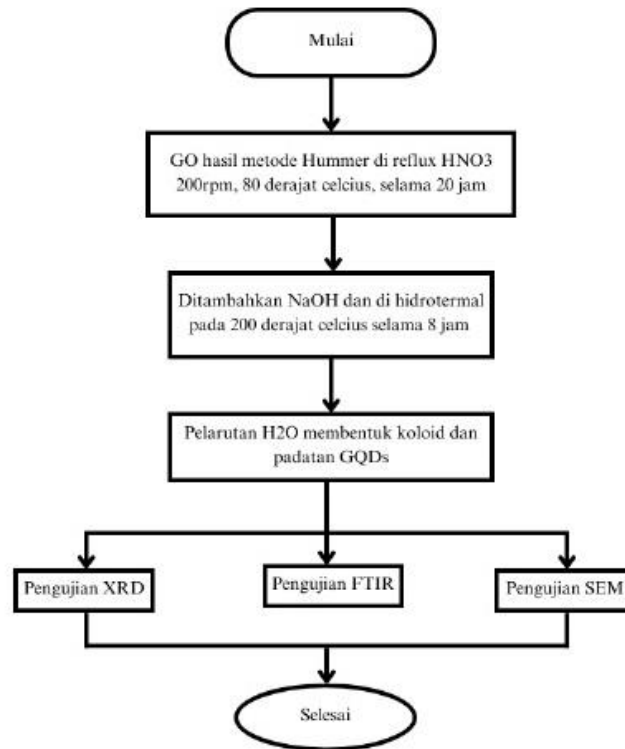 Mulai
GO hasil metode Hummer di reflux HNO3
200rpm, 80 derajat celcius, selama 20 jam
Ditambahkan NaOH dan di hidrotermal
pada 200 derajat celcius selama 8 jam
Pelarutan H2O membentuk koloid dan
padatan GQDs
Pengujian XRD
Pengujian FTIR
Pengujian SEM
Selesai